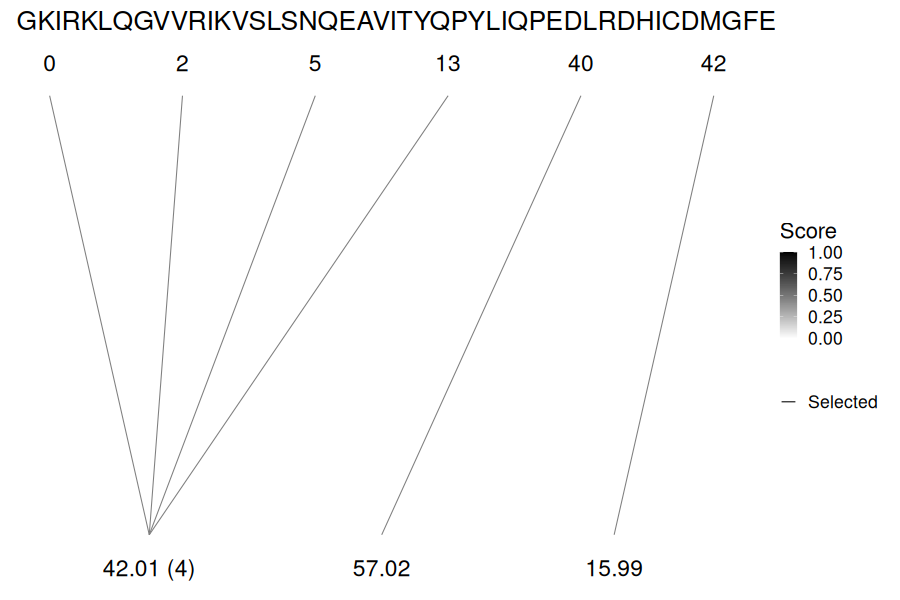 GKIRKLQGVVRIKVSLSNQEAVITYQPYLIQPEDLRDHICDMGFE
0 2 5 13 40 42
Score
1.00
0.75
0.50
0.25
0.00
Selected
42.01 (4) 57.02 15.99